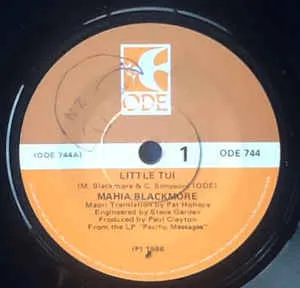 ODE
NZ
(ODE 744A)
1
ODE 744
LITTLE TUI
(M. Blackmore & C. Simpson) (ODE)
MAHIA BLACKMORE
Maori Translation by Pat Hohepa
Engineered by Steve Garden
Produced by Paul Clayton
From the LP "Pacific Messages"
(P) 1986